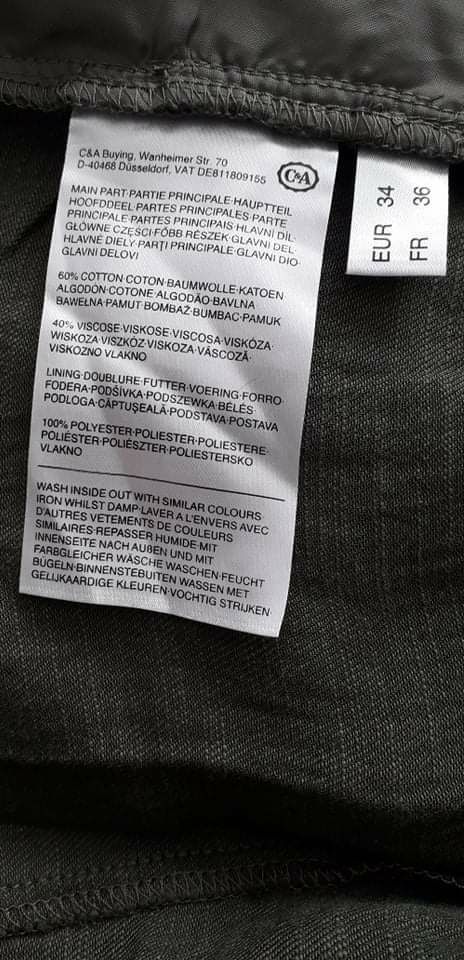 C&A Buying, Wanheimer Str. 70
D-40468 Düsseldorf, VAT DE811809155
C&A
MAIN PART·PARTIE PRINCIPALE·HAUPTTEIL
HOOFDDEEL·PARTES PRINCIPALES·PARTE
PRINCIPALE·PARTES PRINCIPAIS·HLAVNÍ DÍL·
GŁÓWNE CZĘŚCI·FŐBB RÉSZEK·GLAVNI DEL·
HLAVNÉ DIELY·PARŢI PRINCIPALE·GLAVNI DIO·
GLAVNI DELOVI
60% COTTON·COTON·BAUMWOLLE·KATOEN
ALGODÓN·COTONE·ALGODÃO·BAVLNA
BAWEŁNA·PAMUT·BOMBAŽ·BUMBAC·PAMUK
40% VISCOSE·VISKOSE·VISCOSA·VISKÓZA·
WISKOZA·VISZKÓZ·VISKOZA·VÂSCOZĂ·
VISKOZNO VLAKNO
LINING·DOUBLURE·FUTTER·VOERING·FORRO·
FODERA·PODŠÍVKA·PODSZEWKA·BÉLÉS
PODLOGA·CĂPTUŞEALĂ·PODSTAVA·POSTAVA
100% POLYESTER·POLIESTER·POLIESTERE·
POLIÉSTER·POLIÉSZTER·POLIESTERSKO
VLAKNO
WASH INSIDE OUT WITH SIMILAR COLOURS
IRON WHILST DAMP·LAVER A L'ENVERS AVEC
D'AUTRES VETEMENTS DE COULEURS
SIMILAIRES·REPASSER HUMIDE·MIT
INNENSEITE NACH AUßEN UND MIT
FARBGLEICHER WÄSCHE WASCHEN·FEUCHT
BÜGELN·BINNENSTEBUITEN WASSEN MET
GELIJKAARDIGE KLEUREN·VOCHTIG STRIJKEN
EUR 34
FR 36